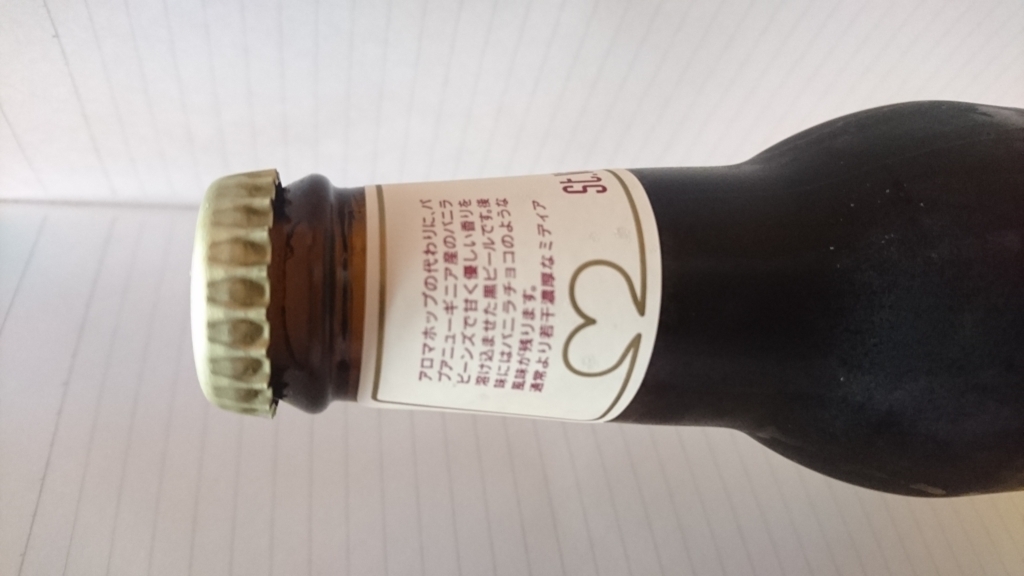 アロマホップの代わりに、パ
プアニューギニア産のバニラ
ビーンズで甘く優しい香りを
溶け込ませた黒ビールです。後
味にはバニラチョコのような
風味が残ります。
通常より若干濃厚なミディア
St.